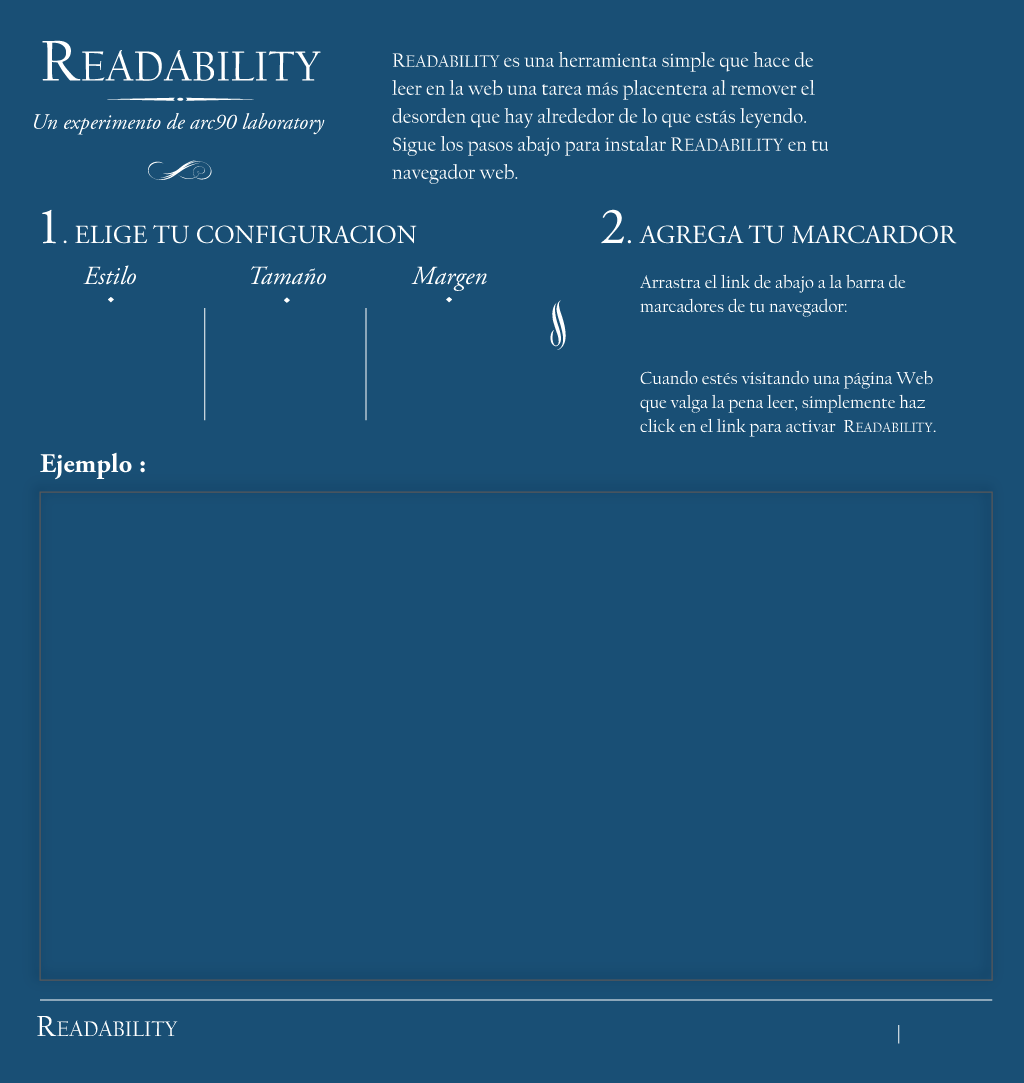 READABILITY
Un experimento de arc90 laboratory
READABILITY es una herramienta simple que hace de
leer en la web una tarea más placentera al remover el
desorden que hay alrededor de lo que estás leyendo.
Sigue los pasos abajo para instalar READABILITY en tu
navegador web.
1. ELIGE TU CONFIGURACION
Estilo
Tamaño
Margen
2. AGREGA TU MARCARDOR
Arrastra el link de abajo a la barra de
marcadores de tu navegador:
Cuando estés visitando una página Web
que valga la pena leer, simplemente haz
click en el link para activar READABILITY.
Ejemplo :
READABILITY
|